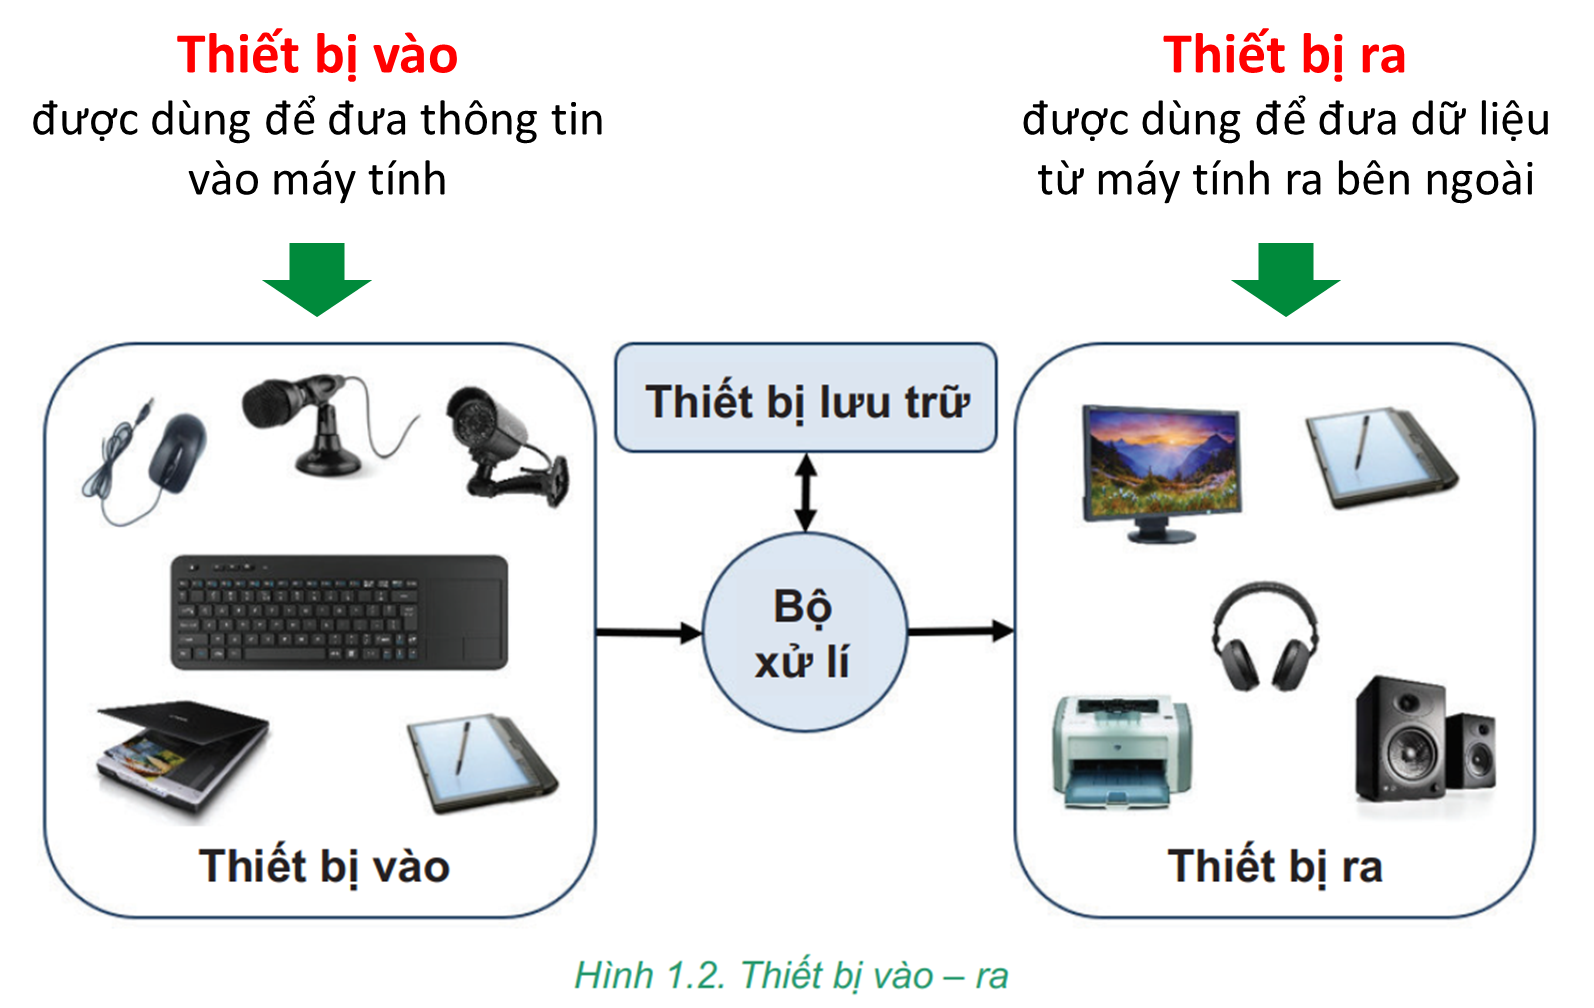 Thiết bị vào
được dùng để đưa thông tin
vào máy tính
Thiết bị ra
được dùng để đưa dữ liệu
từ máy tính ra bên ngoài
Thiết bị lưu trữ
Bộ
xử lí
Thiết bị vào
Thiết bị ra
Hình 1.2. Thiết bị vào – ra